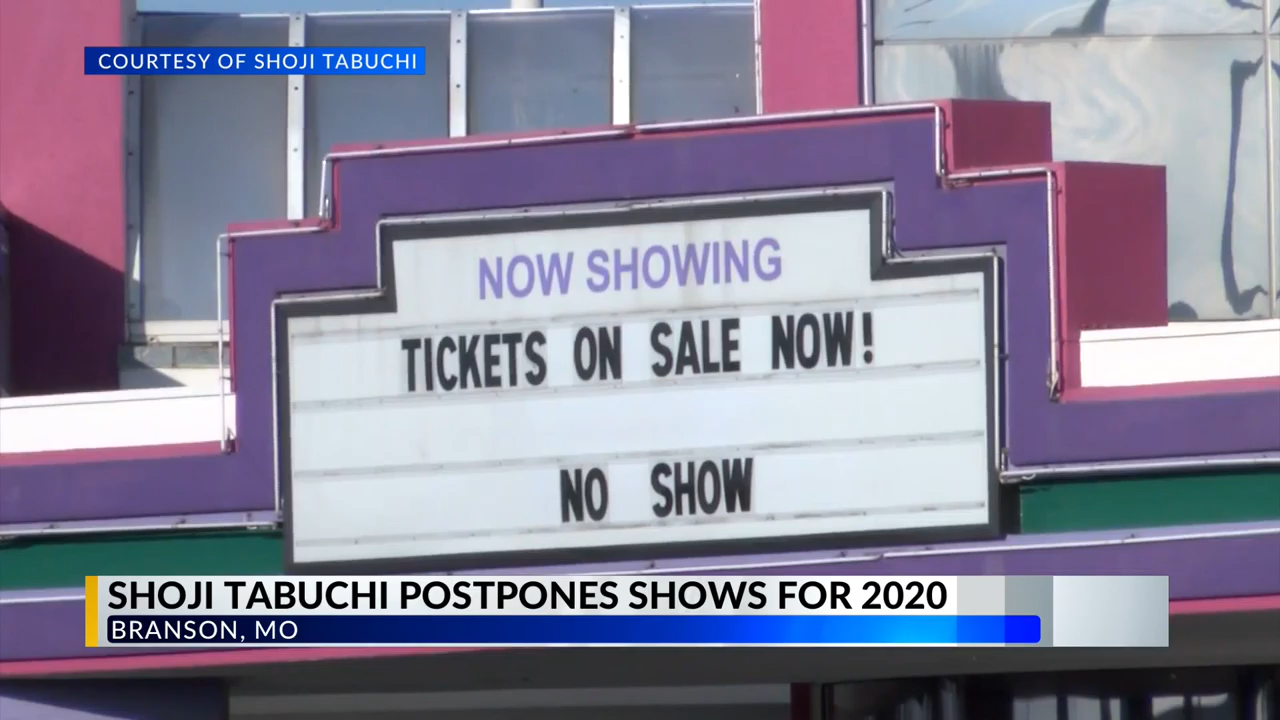 COURTESY OF SHOJI TABUCHI
NOW SHOWING
TICKETS ON SALE NOW!
NO SHOW
SHOJI TABUCHI POSTPONES SHOWS FOR 2020
BRANSON, MO